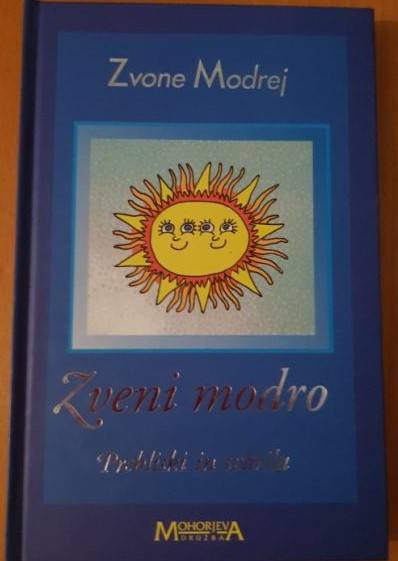 Zvone Modrej
Zveni modro
Prebliski in
MOHORJEVA
DRUŽBA